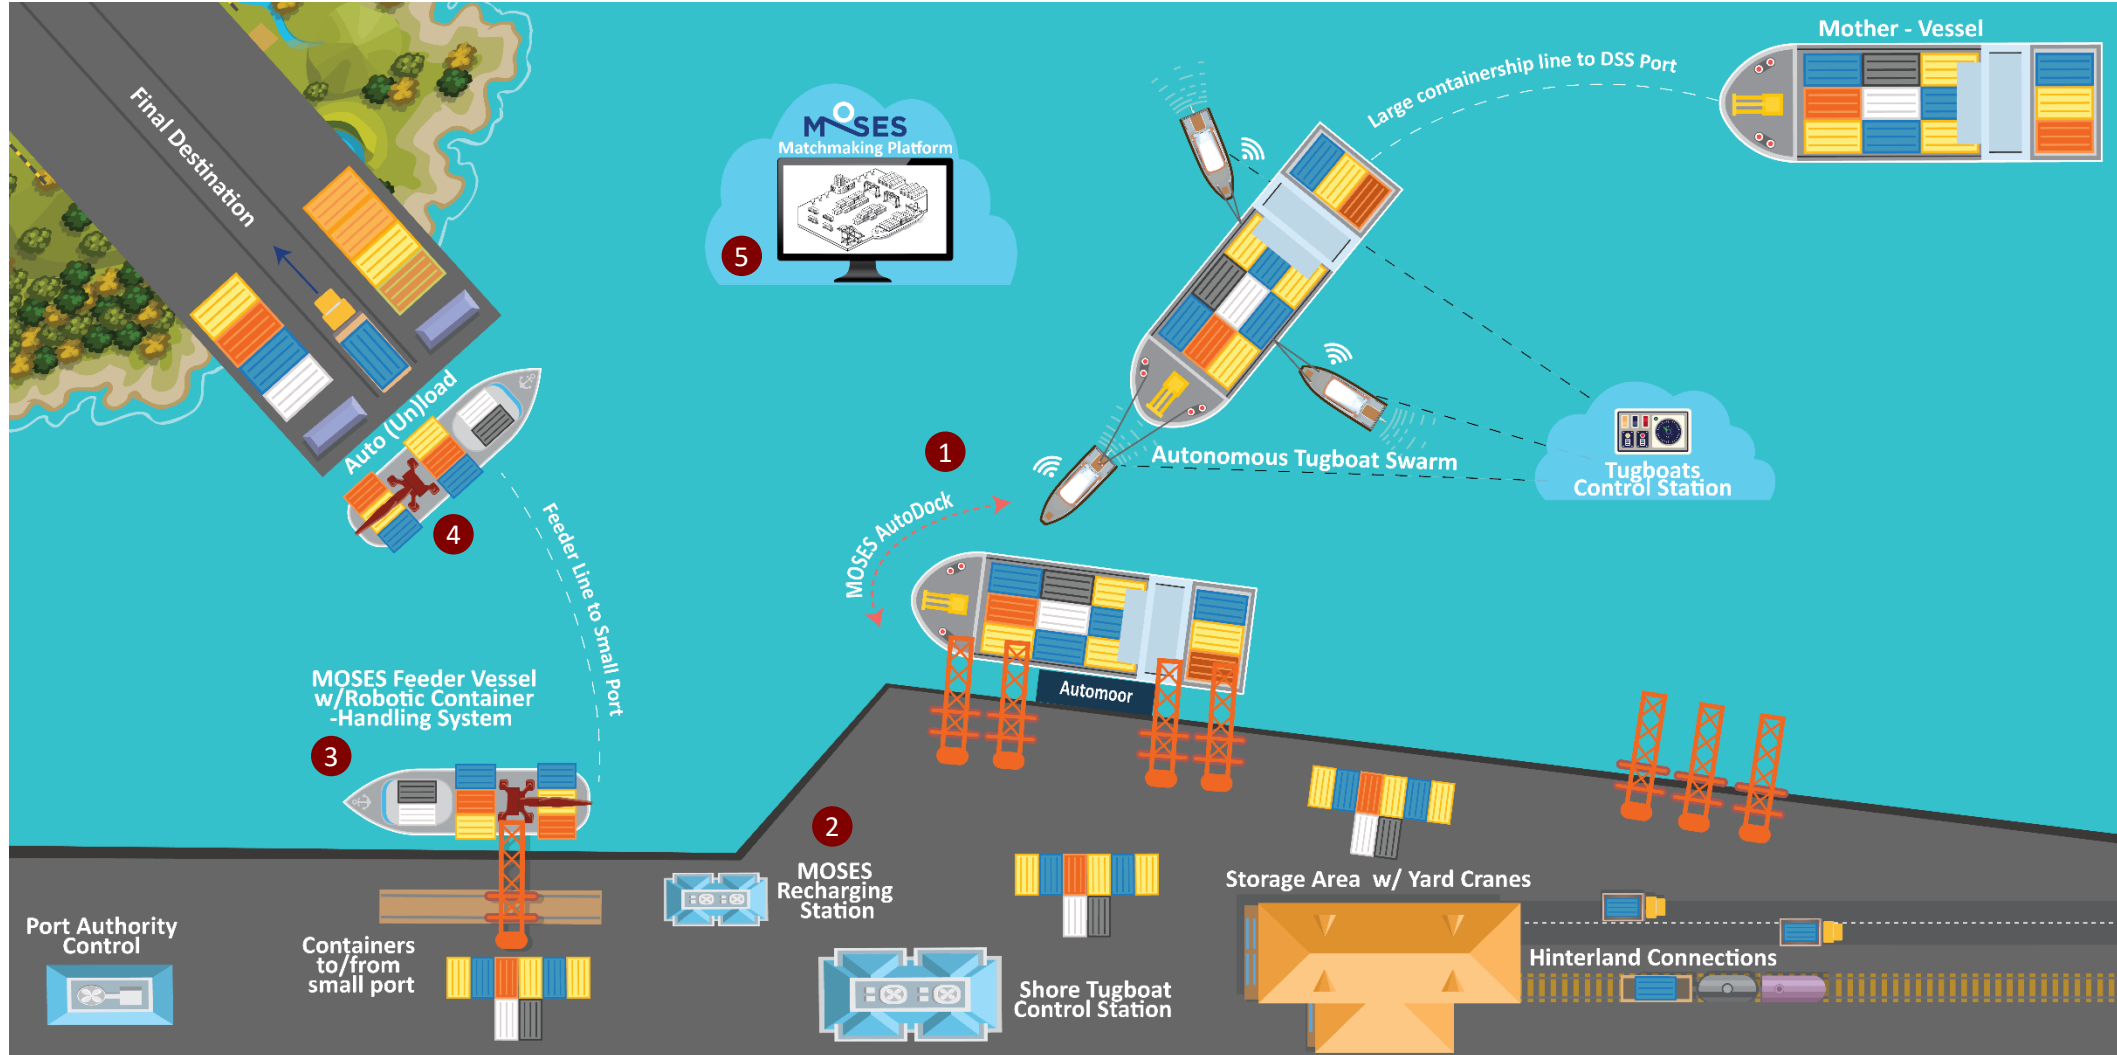 Mother - Vessel
Large containership line to DSS Port
Final Destination
MOSES
Matchmaking Platform
5
Auto (Un)load
4
Feeder Line to Small Port
1
Autonomous Tugboat Swarm
Tugboats
Control Station
MOSES AutoDock
Automoor
MOSES Feeder Vessel
w/Robotic Container
-Handling System
3
2
MOSES
Recharging
Station
Storage Area w/ Yard Cranes
Port Authority
Control
Containers
to/from
small port
Hinterland Connections
Shore Tugboat
Control Station